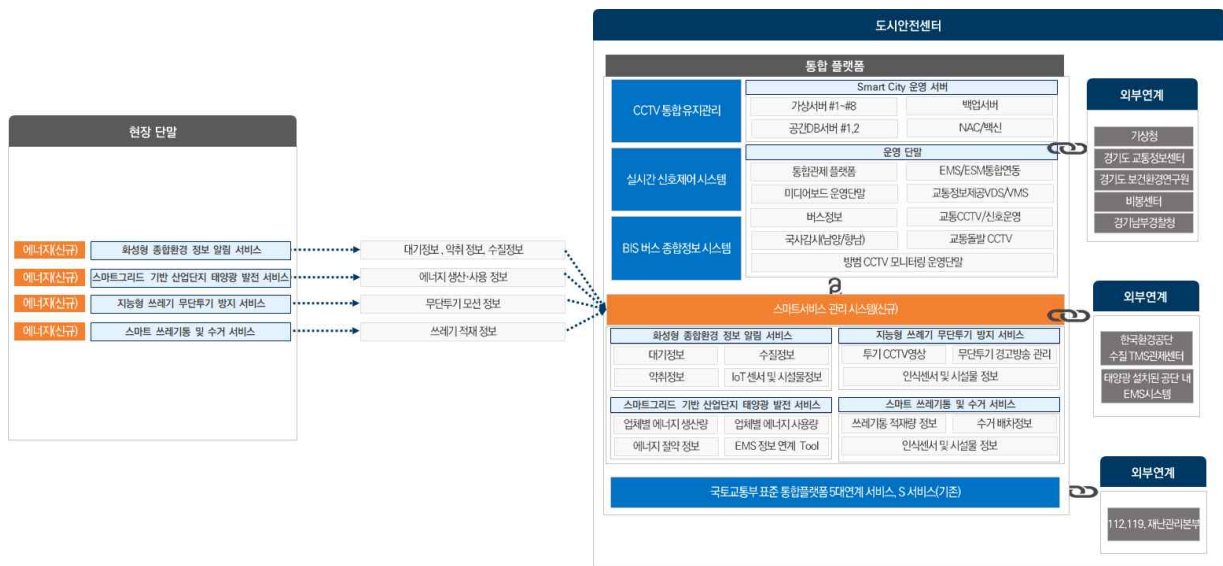 도시안전센터
통합 플랫폼
CCTV 통합유지관리
Smart City 운영 서버
가상서버 #1~#8
백업서버
공간DB서버 #1,2
NAC/백신
실시간 신호제어시스템
운영 단말
통합관제 플랫폼
EMS/ESM통합연동
미디어보드 운영단말
교통정보제공VDS/VMS
BIS 버스 종합정보 시스템
버스정보
교통CCTV/신호운영
국사감시(남양/향남)
교통돌발 CCTV
방범 CCTV 모니터링 운영단말
외부연계
기상청
경기도 교통정보센터
경기도 보건환경연구원
비봉센터
경기남부경찰청
현장 단말
에너지(신규)
화성형 종합환경 정보 알림 서비스
대기정보 , 악취 정보, 수질정보
에너지(신규)
스마트그리드 기반 산업단지 태양광 발전 서비스
에너지 생산·사용 정보
에너지(신규)
지능형 쓰레기 무단투기 방지 서비스
무단투기 모션 정보
에너지(신규)
스마트 쓰레기통 및 수거 서비스
쓰레기 적재 정보
스마트서비스 관리 시스템(신규)
화성형 종합환경 정보 알림 서비스
대기정보
수질정보
악취정보
IoT 센서 및 시설물정보
지능형 쓰레기 무단투기 방지 서비스
투기 CCTV영상
무단투기 경고방송 관리
인식센서 및 시설물 정보
스마트그리드 기반 산업단지 태양광 발전 서비스
업체별 에너지 생산량
업체별 에너지 사용량
에너지 절약 정보
EMS 정보 연계 Tool
스마트 쓰레기통 및 수거 서비스
쓰레기통 적재량 정보
수거 배차정보
인식센서 및 시설물 정보
외부연계
한국환경공단
수질 TMS관제센터
태양광 설치된 공단 내
EMS시스템
국토교통부 표준 통합플랫폼 5대연계 서비스, S 서비스(기존)
외부연계
112,119, 재난관리본부